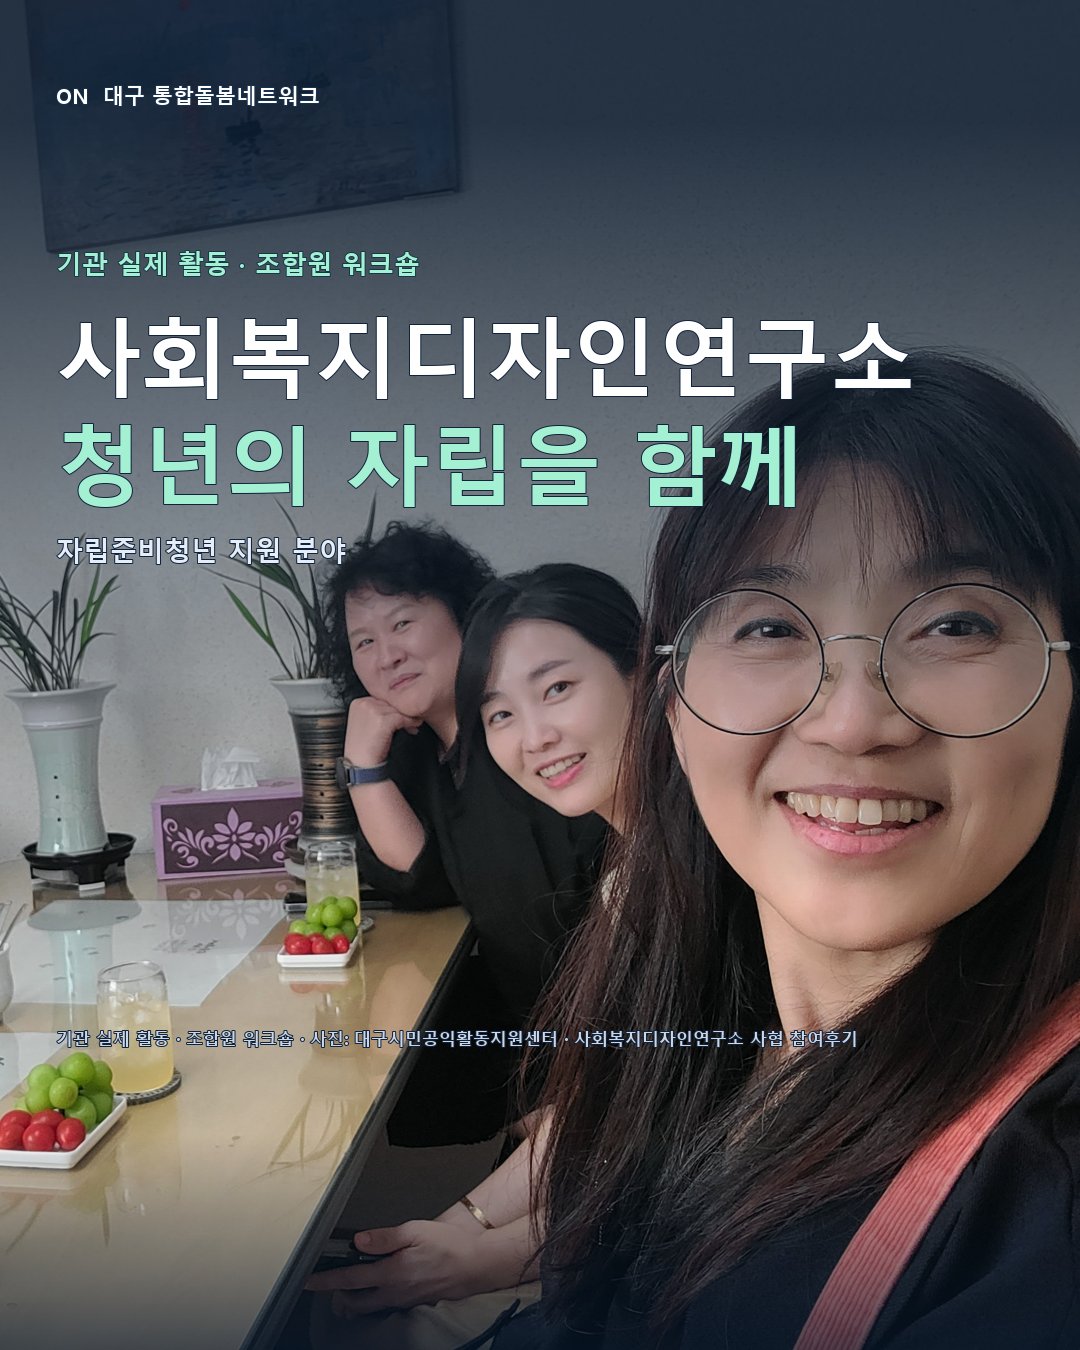 ON 대구 통합돌봄네트워크
기관 실제 활동 · 조합원 워크숍
사회복지디자인연구소
청년의 자립을 함께
자립준비청년 지원 분야
기관 실제 활동 · 조합원 워크숍 · 사진: 대구시민공익활동지원센터 · 사회복지디자인연구소 사협 참여후기